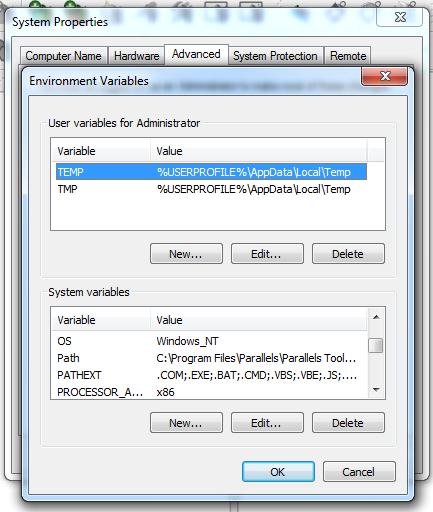 System Properties
Computer Name Hardware Advanced System Protection Remote
Environment Variables
User variables for Administrator
Variable Value
TEMP %USERPROFILE%\AppData\Local\Temp
TMP %USERPROFILE%\AppData\Local\Temp
New... Edit... Delete
System variables
Variable Value
OS Windows_NT
Path C:\Program Files\Parallels\Parallels Tool...
PATHEXT .COM;.EXE;.BAT;.CMD;.VBS;.VBE;.JS;....
PROCESSOR_A... x86
New... Edit... Delete
OK Cancel